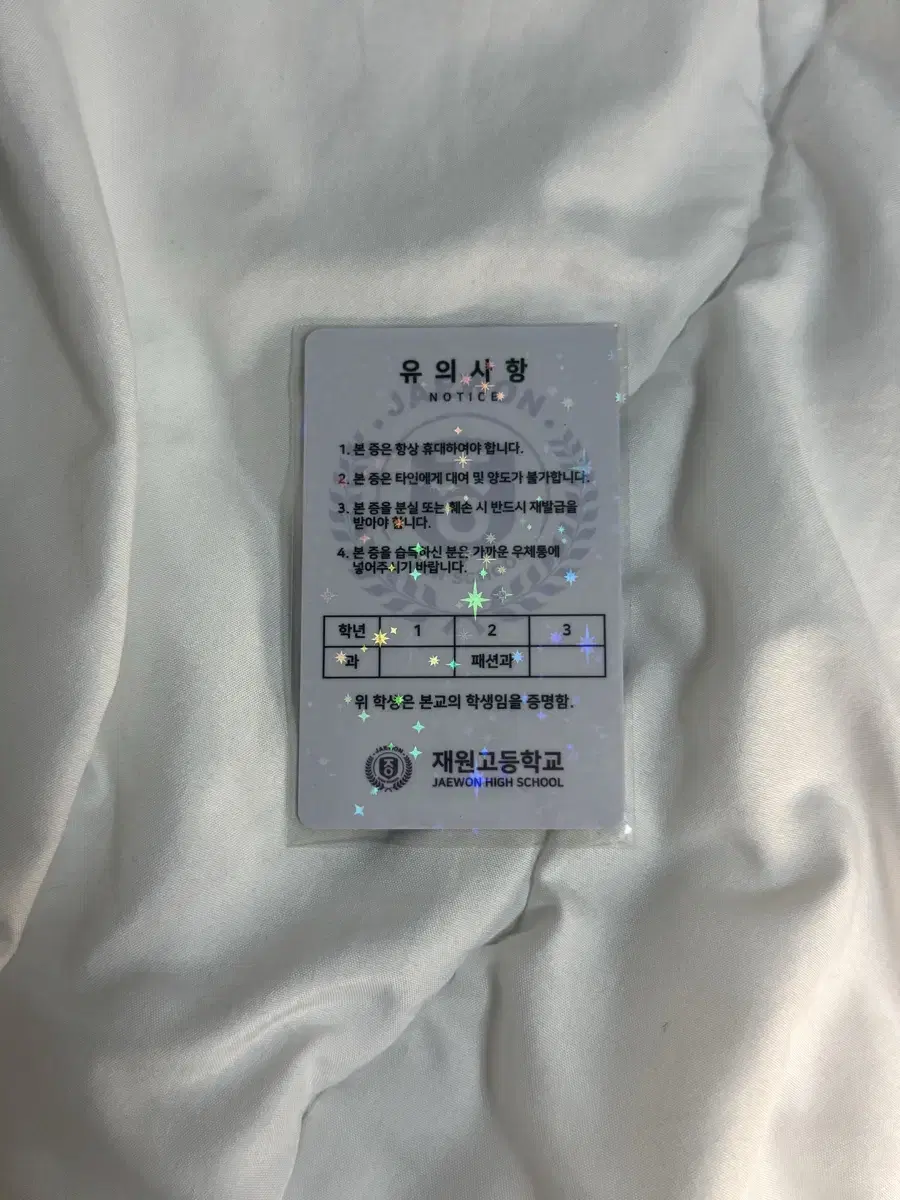 유의사항
NOTICE
JAEWON
1. 본 증은 항상 휴대하여야 합니다.
2. 본 증은 타인에게 대여 및 양도가 불가합니다.
3. 본 증을 분실 또는 훼손 시 반드시 재발급을
받아야 합니다.
4. 본 증을 습득하신 분은 가까운 우체통에
넣어주시기 바랍니다.
학년 1 2 3
과 패션과
위 학생은 본교의 학생임을 증명함.
JAEWON
재원고등학교
JAEWON HIGH SCHOOL